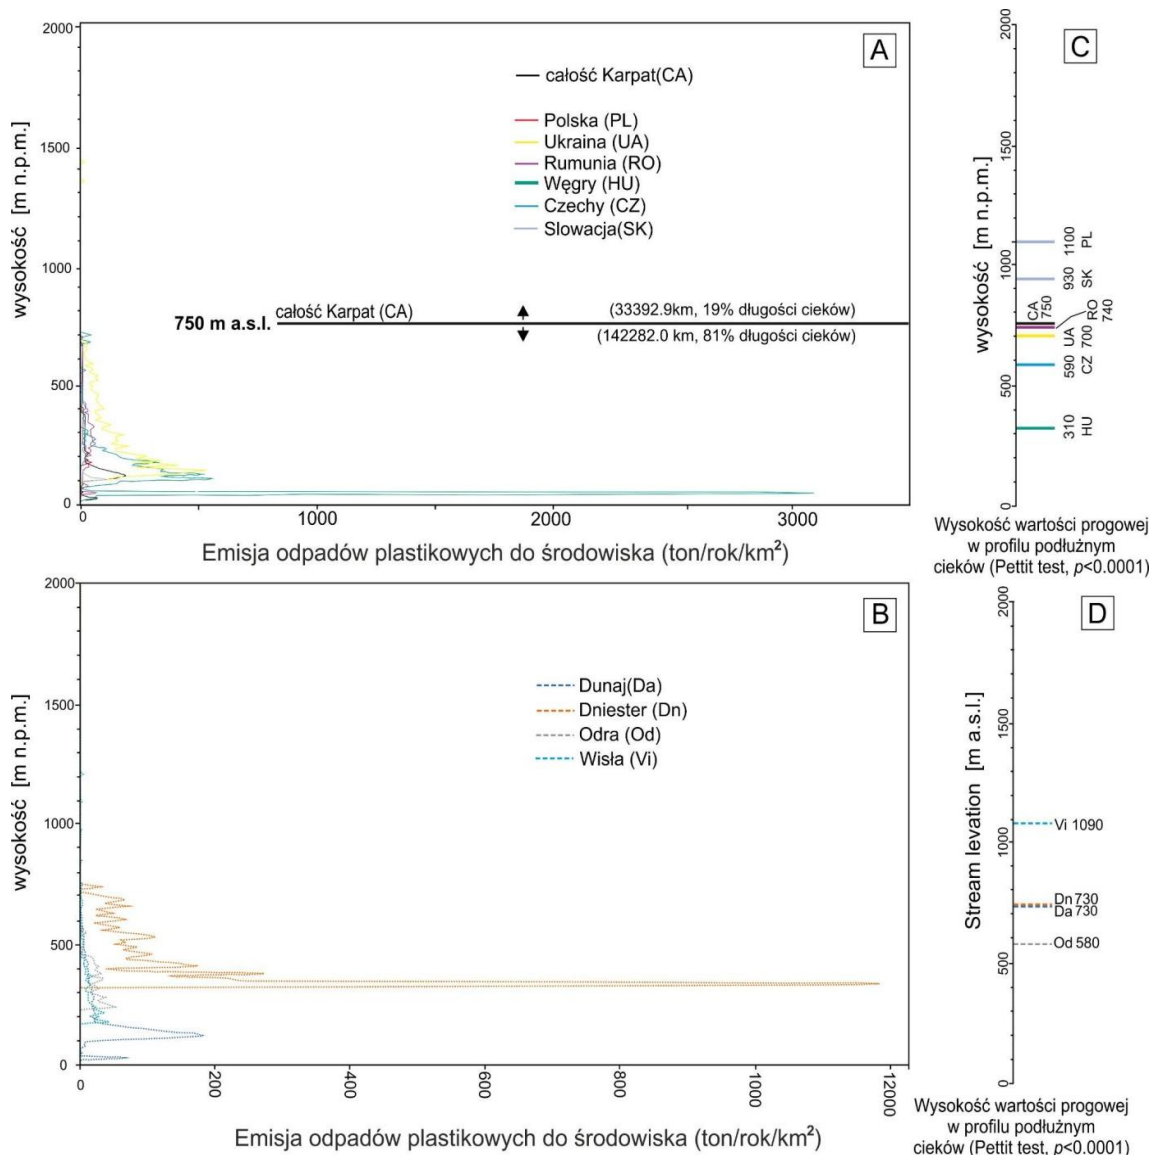 A
2000
1500
1000
500
0
wysokość [m n.p.m.]
całość Karpat(CA)
Polska (PL)
Ukraina (UA)
Rumunia (RO)
Węgry (HU)
Czechy (CZ)
Slowacja(SK)
750 m a.s.l.
całość Karpat (CA)
(33392.9km, 19% długości cieków)
(142282.0 km, 81% długości cieków)
0
1000
2000
3000
Emisja odpadów plastikowych do środowiska (ton/rok/km²)
C
2000
1500
1000
500
0
wysokość [m n.p.m.]
1100 PL
930 SK
CA 750
RO 740
UA 700
590 CZ
310 HU
Wysokość wartości progowej
w profilu podłużnym
cieków (Pettit test, p<0.0001)
B
2000
1500
1000
500
0
wysokość [m n.p.m.]
Dunaj(Da)
Dniester (Dn)
Odra (Od)
Wisła (Vi)
0
200
400
600
800
1000
12000
Emisja odpadów plastikowych do środowiska (ton/rok/km²)
D
2000
1500
1000
500
0
Stream levation [m a.s.l.]
Vi 1090
Dn 730
Da 730
Od 580
Wysokość wartości progowej
w profilu podłużnym
cieków (Pettit test, p<0.0001)